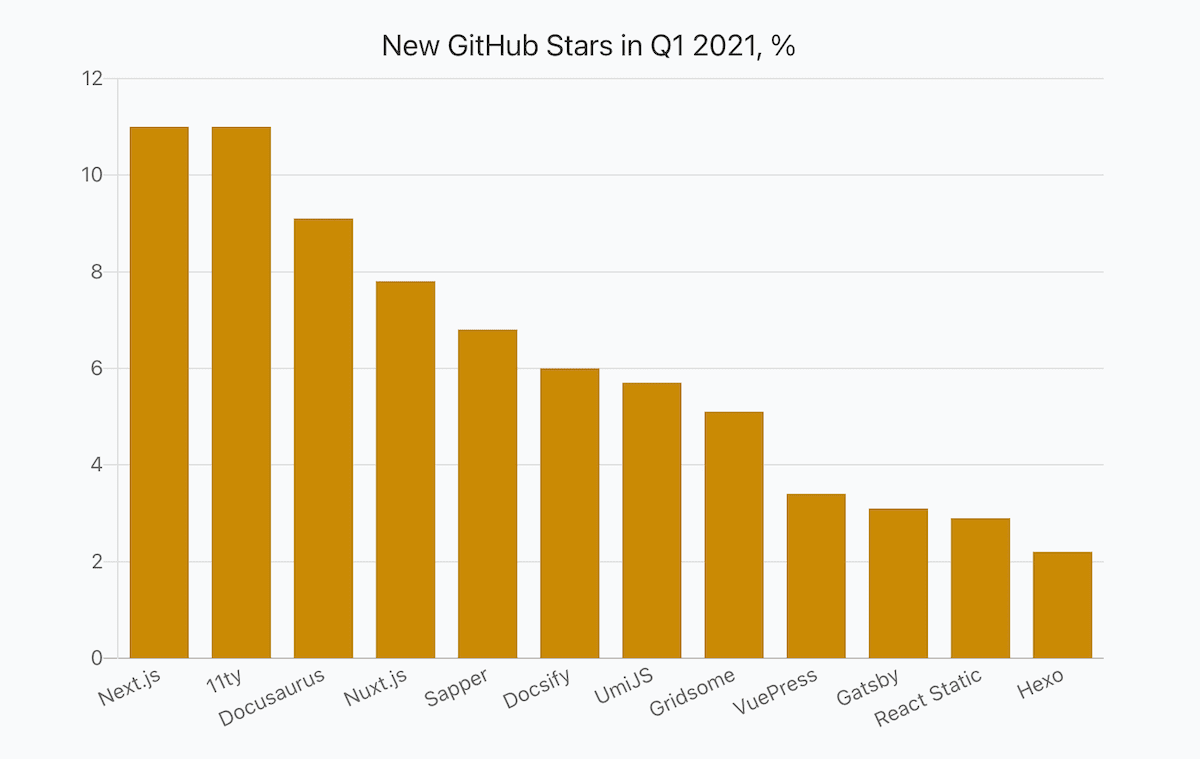 New GitHub Stars in Q1 2021, %
12
10
8
6
4
2
0
Next.js
11ty
Docusaurus
Nuxt.js
Sapper
Docsify
UmiJS
Gridsome
VuePress
Gatsby
React Static
Hexo